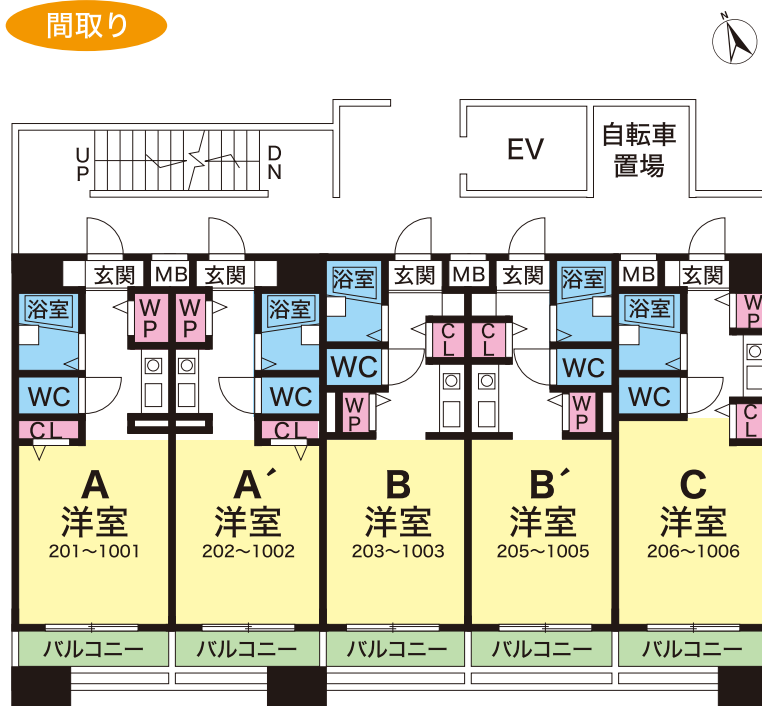 間取り
N
UP
DN
EV
自転車
置場
玄関
MB
玄関
玄関
MB
玄関
MB
玄関
浴室
WP
WP
浴室
浴室
浴室
浴室
WP
CL
CL
WC
WC
WC
WC
WC
CL
CL
WP
WP
CL
A
洋室
201〜1001
A´
洋室
202〜1002
B
洋室
203〜1003
B´
洋室
205〜1005
C
洋室
206〜1006
バルコニー
バルコニー
バルコニー
バルコニー
バルコニー